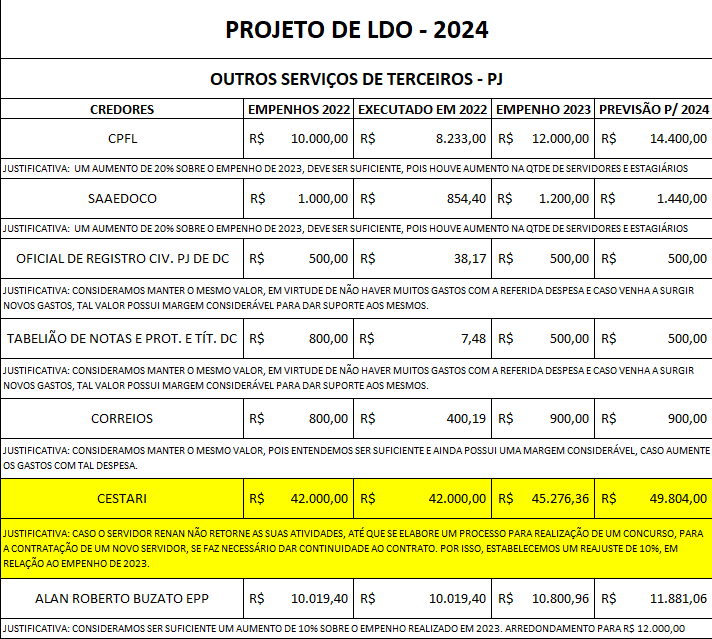 PROJETO DE LDO - 2024
OUTROS SERVIÇOS DE TERCEIROS - PJ
CREDORES EMPENHOS 2022 EXECUTADO EM 2022 EMPENHO 2023 PREVISÃO P/ 2024
CPFL R$ 10.000,00 R$ 8.233,00 R$ 12.000,00 R$ 14.400,00
JUSTIFICATIVA: UM AUMENTO DE 20% SOBRE O EMPENHO DE 2023, DEVE SER SUFICIENTE, POIS HOUVE AUMENTO NA QTDE DE SERVIDORES E ESTAGIÁRIOS
SAAEDOCO R$ 1.000,00 R$ 854,40 R$ 1.200,00 R$ 1.440,00
JUSTIFICATIVA: UM AUMENTO DE 20% SOBRE O EMPENHO DE 2023, DEVE SER SUFICIENTE, POIS HOUVE AUMENTO NA QTDE DE SERVIDORES E ESTAGIÁRIOS
OFICIAL DE REGISTRO CIV. PJ DE DC R$ 500,00 R$ 38,17 R$ 500,00 R$ 500,00
JUSTIFICATIVA: CONSIDERAMOS MANTER O MESMO VALOR, EM VIRTUDE DE NÃO HAVER MUITOS GASTOS COM A REFERIDA DESPESA E CASO VENHA A SURGIR
NOVOS GASTOS, TAL VALOR POSSUI MARGEM CONSIDERÁVEL PARA DAR SUPORTE AOS MESMOS.
TABELIÃO DE NOTAS E PROT. E TÍT. DC R$ 800,00 R$ 7,48 R$ 500,00 R$ 500,00
JUSTIFICATIVA: CONSIDERAMOS MANTER O MESMO VALOR, EM VIRTUDE DE NÃO HAVER MUITOS GASTOS COM A REFERIDA DESPESA E CASO VENHA A SURGIR
NOVOS GASTOS, TAL VALOR POSSUI MARGEM CONSIDERÁVEL PARA DAR SUPORTE AOS MESMOS.
CORREIOS R$ 800,00 R$ 400,19 R$ 900,00 R$ 900,00
JUSTIFICATIVA: CONSIDERAMOS MANTER O MESMO VALOR, POIS ENTENDEMOS SER SUFICIENTE E AINDA POSSUI UMA MARGEM CONSIDERÁVEL, CASO AUMENTE
OS GASTOS COM TAL DESPESA.
CESTARI R$ 42.000,00 R$ 42.000,00 R$ 45.276,36 R$ 49.804,00
JUSTIFICATIVA: CASO O SERVIDOR RENAN NÃO RETORNE AS SUAS ATIVIDADES, ATÉ QUE SE ELABORE UM PROCESSO PARA REALIZAÇÃO DE UM CONCURSO, PARA
A CONTRATAÇÃO DE UM NOVO SERVIDOR, SE FAZ NECESSÁRIO DAR CONTINUIDADE AO CONTRATO. POR ISSO, ESTABELECEMOS UM REAJUSTE DE 10%, EM
RELAÇÃO AO EMPENHO DE 2023.
ALAN ROBERTO BUZATO EPP R$ 10.019,40 R$ 10.019,40 R$ 10.800,96 R$ 11.881,06
JUSTIFICATIVA: CONSIDERAMOS SER SUFICIENTE UM AUMENTO DE 10% SOBRE O EMPENHO REALIZADO EM 2023. ARREDONDAMENTO PARA R$ 12.000,00